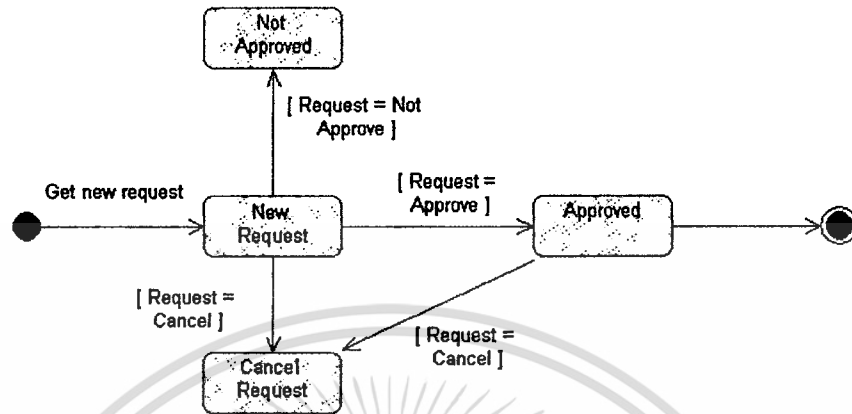 Not
Approved
[ Request = Not
Approve ]
Get new request
[ Request =
Approve ]
New
Request
Approved
[ Request =
Cancel ]
[ Request =
Cancel ]
Cancel
Request